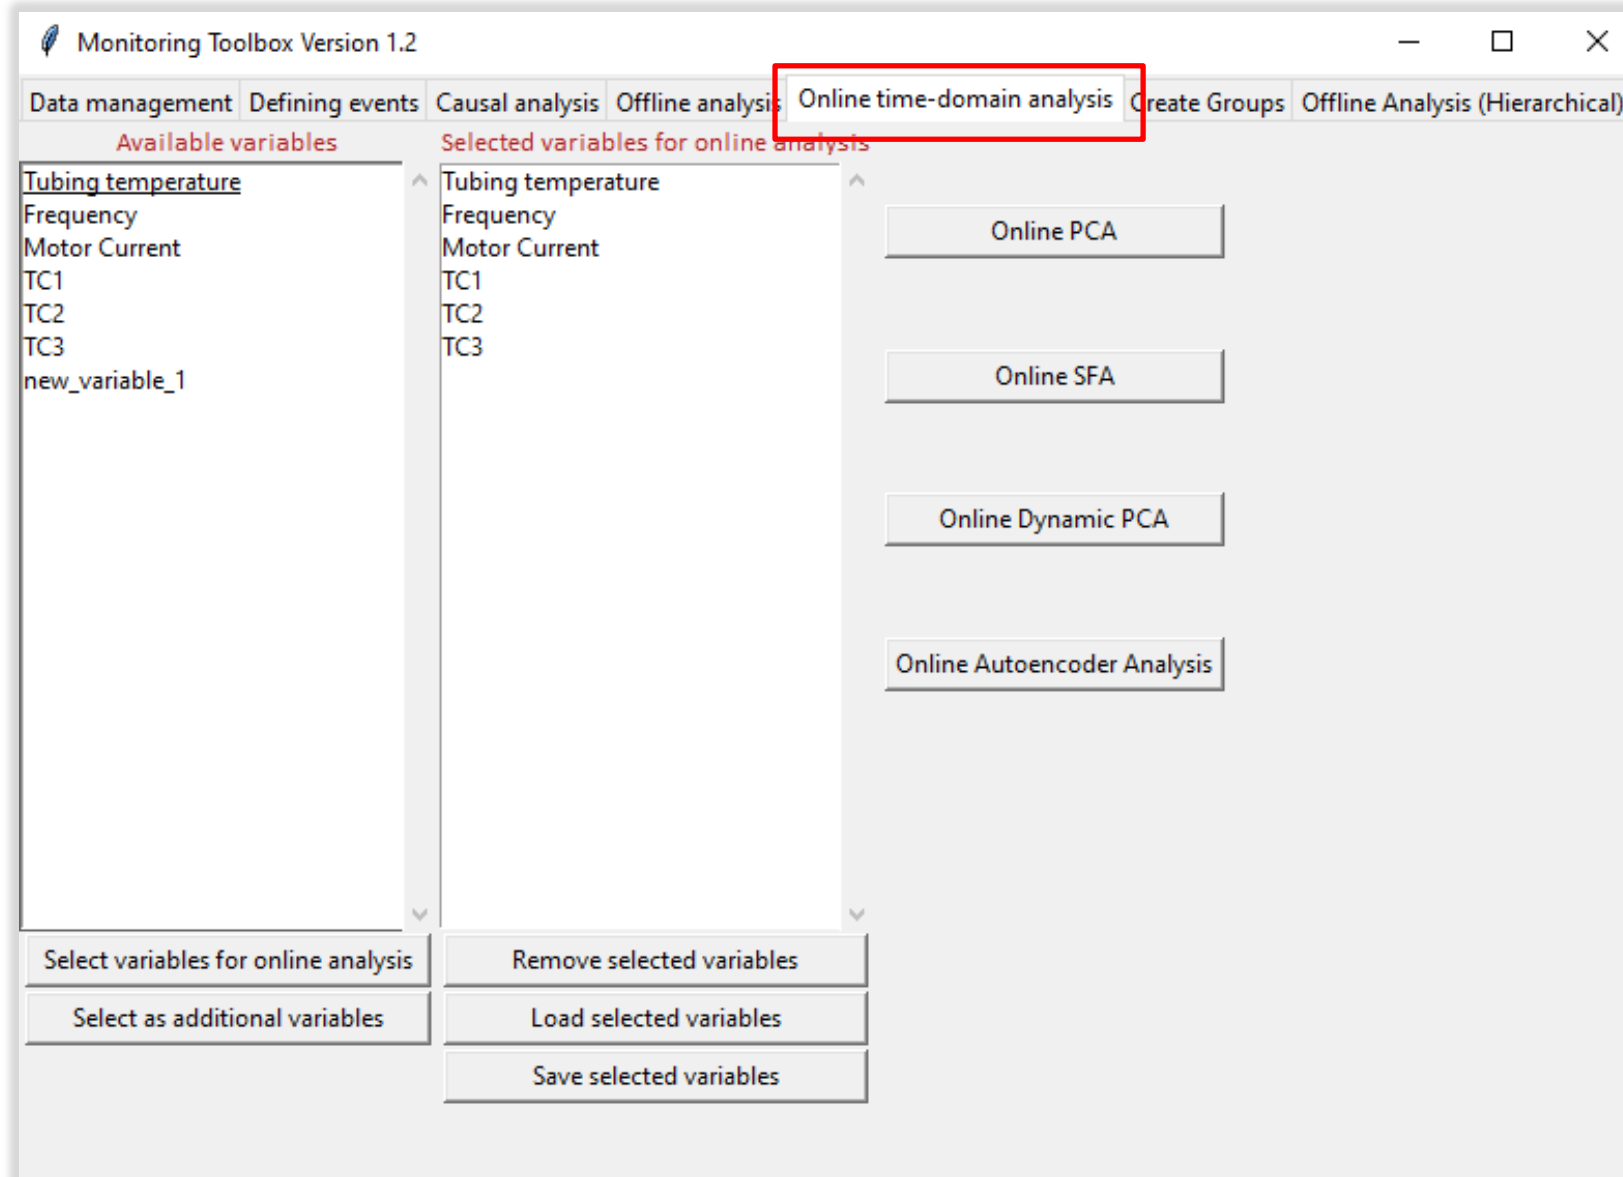 Monitoring Toolbox Version 1.2
Data management Defining events Causal analysis Offline analysis Online time-domain analysis Create Groups Offline Analysis (Hierarchical)
Available variables
Tubing temperature
Frequency
Motor Current
TC1
TC2
TC3
new_variable_1
Select variables for online analysis
Select as additional variables
Selected variables for online analysis
Tubing temperature
Frequency
Motor Current
TC1
TC2
TC3
Remove selected variables
Load selected variables
Save selected variables
Online PCA
Online SFA
Online Dynamic PCA
Online Autoencoder Analysis